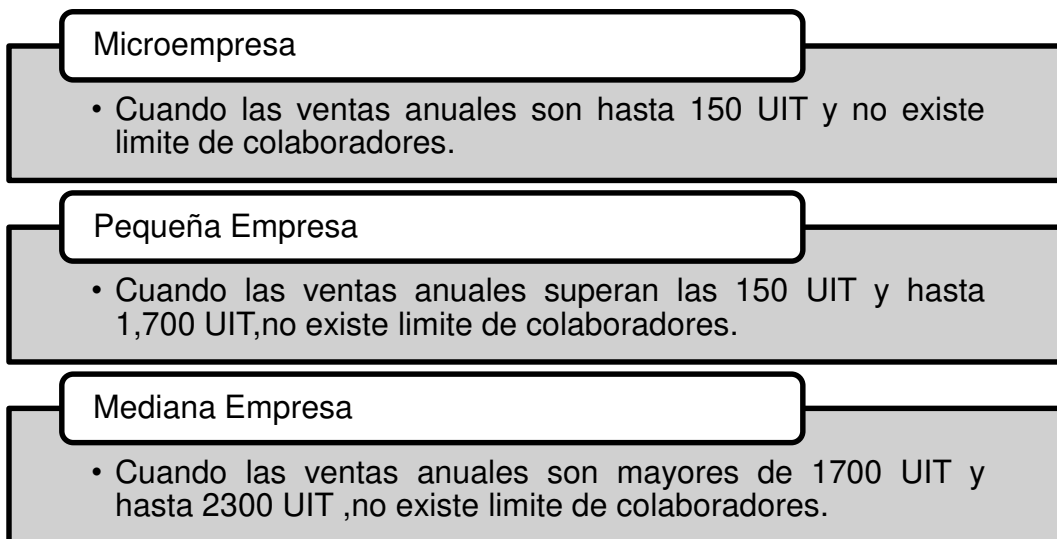 Microempresa
• Cuando las ventas anuales son hasta 150 UIT y no existe
limite de colaboradores.
Pequeña Empresa
• Cuando las ventas anuales superan las 150 UIT y hasta
1,700 UIT,no existe limite de colaboradores.
Mediana Empresa
• Cuando las ventas anuales son mayores de 1700 UIT y
hasta 2300 UIT ,no existe limite de colaboradores.